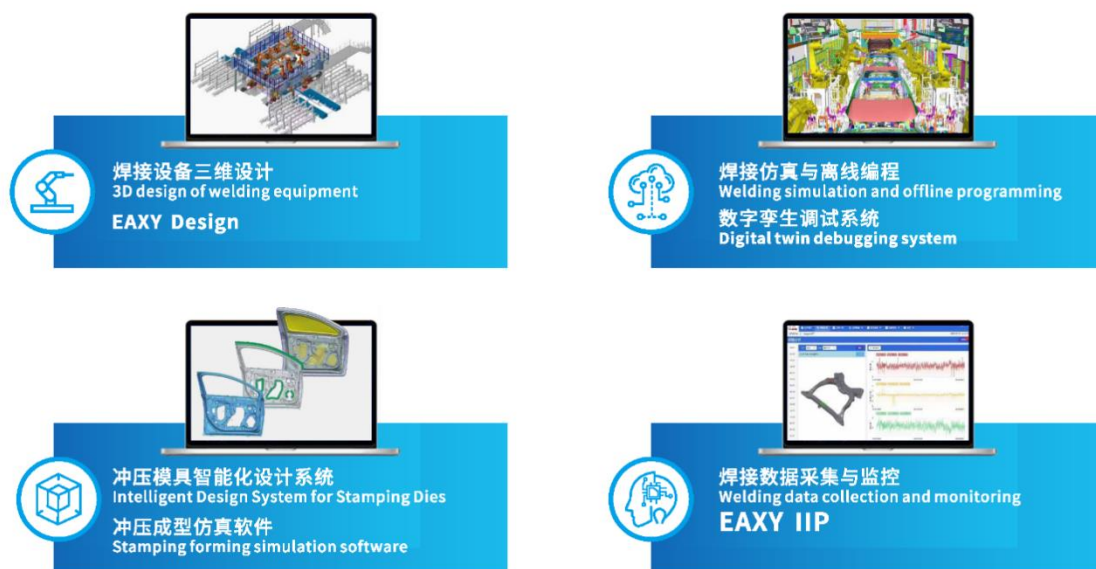 焊接设备三维设计
3D design of welding equipment
EAXY Design
焊接仿真与离线编程
Welding simulation and offline programming
数字孪生调试系统
Digital twin debugging system
冲压模具智能化设计系统
Intelligent Design System for Stamping Dies
冲压成型仿真软件
Stamping forming simulation software
焊接数据采集与监控
Welding data collection and monitoring
EAXY IIP